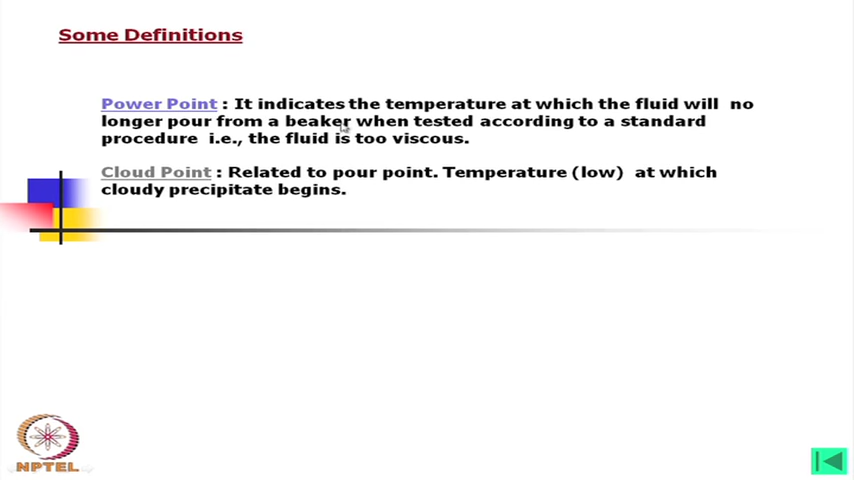 Some Definitions
Power Point : It indicates the temperature at which the fluid will no
longer pour from a beaker when tested according to a standard
procedure i.e., the fluid is too viscous.
Cloud Point : Related to pour point. Temperature (low) at which
cloudy precipitate begins.
NPTEL